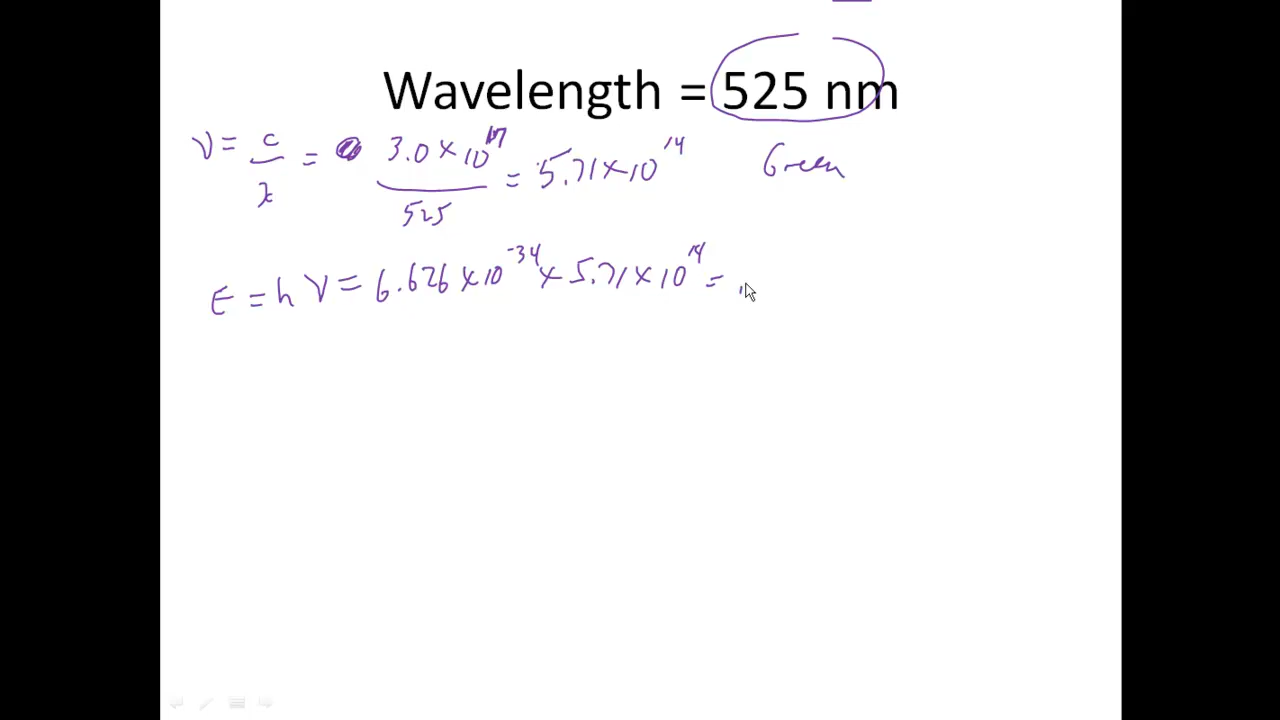 Wavelength = 525 nm
ν = c/λ = 3.0 × 10^17 / 525 = 5.71 × 10^14
Green
E = h ν = 6.626 × 10^-34 × 5.71 × 10^14 =